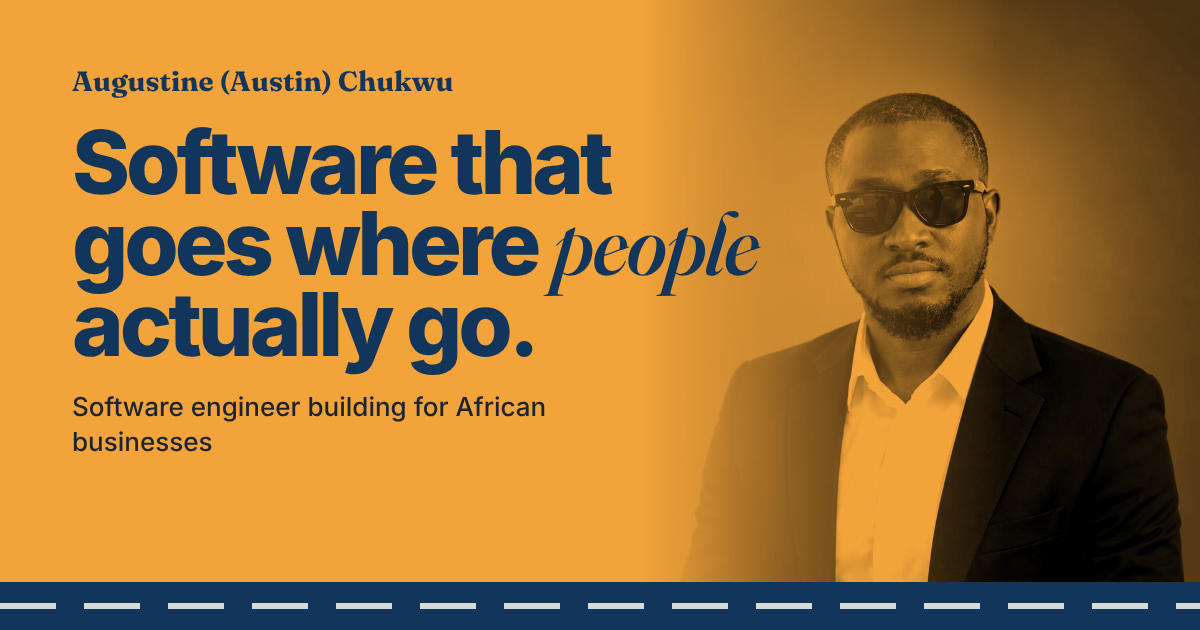 Augustine (Austin) Chukwu
Software that
goes where people
actually go.
Software engineer building for African
businesses